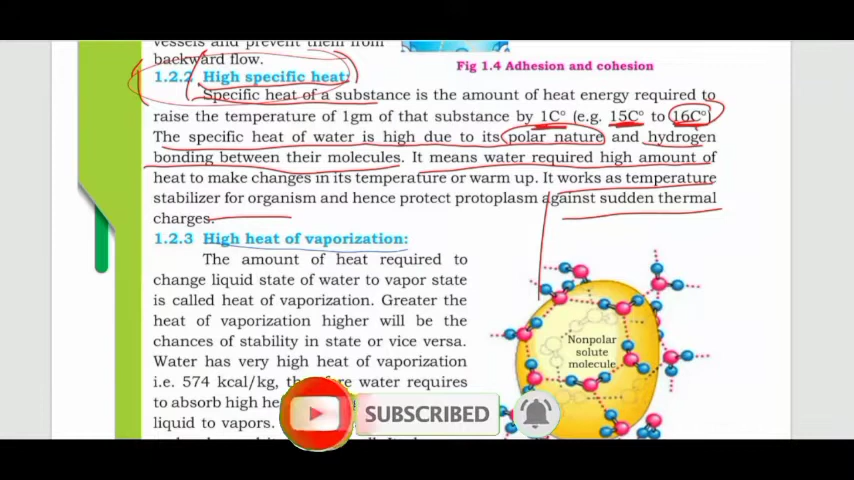 vessels and prevent them from
backward flow.
Fig 1.4 Adhesion and cohesion
1.2.2 High specific heat:
Specific heat of a substance is the amount of heat energy required to
raise the temperature of 1gm of that substance by 1C° (e.g. 15C° to 16C°)
The specific heat of water is high due to its polar nature and hydrogen
bonding between their molecules. It means water required high amount of
heat to make changes in its temperature or warm up. It works as temperature
stabilizer for organism and hence protect protoplasm against sudden thermal
charges.
1.2.3 High heat of vaporization:
The amount of heat required to
change liquid state of water to vapor state
is called heat of vaporization. Greater the
heat of vaporization higher will be the
chances of stability in state or vice versa.
Water has very high heat of vaporization
i.e. 574 kcal/kg, water requires
to absorb high
liquid to vapors.
Nonpolar
solute
molecule
SUBSCRIBED